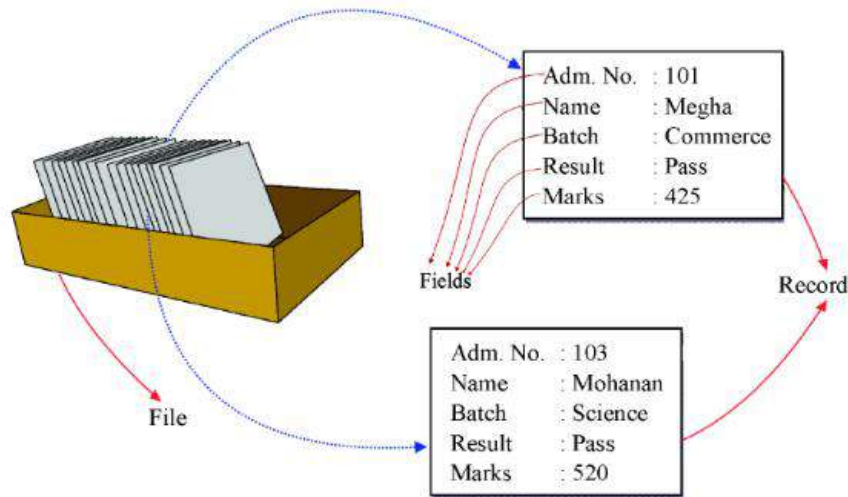 Adm. No. : 101
Name : Megha
Batch : Commerce
Result : Pass
Marks : 425
Fields
Record
File
Adm. No. : 103
Name : Mohanan
Batch : Science
Result : Pass
Marks : 520